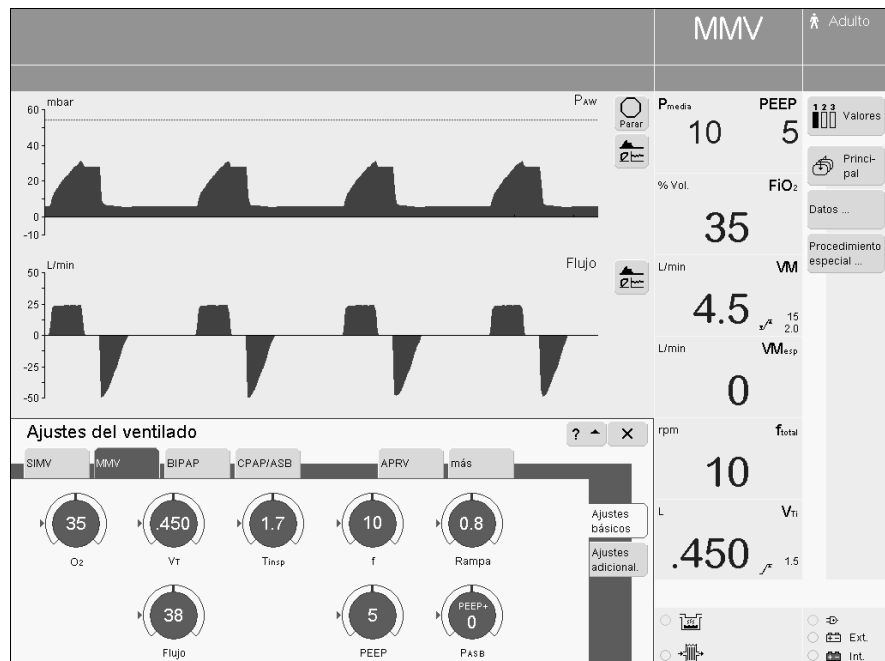 MMV
Adulto
mbar
PAW
60
40
20
0
-10
Parar
L/min
Flujo
50
25
0
-25
-50
Pmedia PEEP
10 5
% Vol. FiO2
35
L/min VM
4.5 15
2.0
L/min VMesp
0
rpm ftotal
10
L VTi
.450 1.5
1 2 3
Valores
Princi-
pal
Datos ...
Procedimiento
especial ...
Ajustes del ventilado
? ×
SIMV MMV BIPAP CPAP/ASB APRV más
35 .450 1.7 10 0.8
O2 VT Tinsp f Rampa
38 5 PEEP+
0
Flujo PEEP PASB
Ajustes
básicos
Ajustes
adicional.
Ext.
Int.